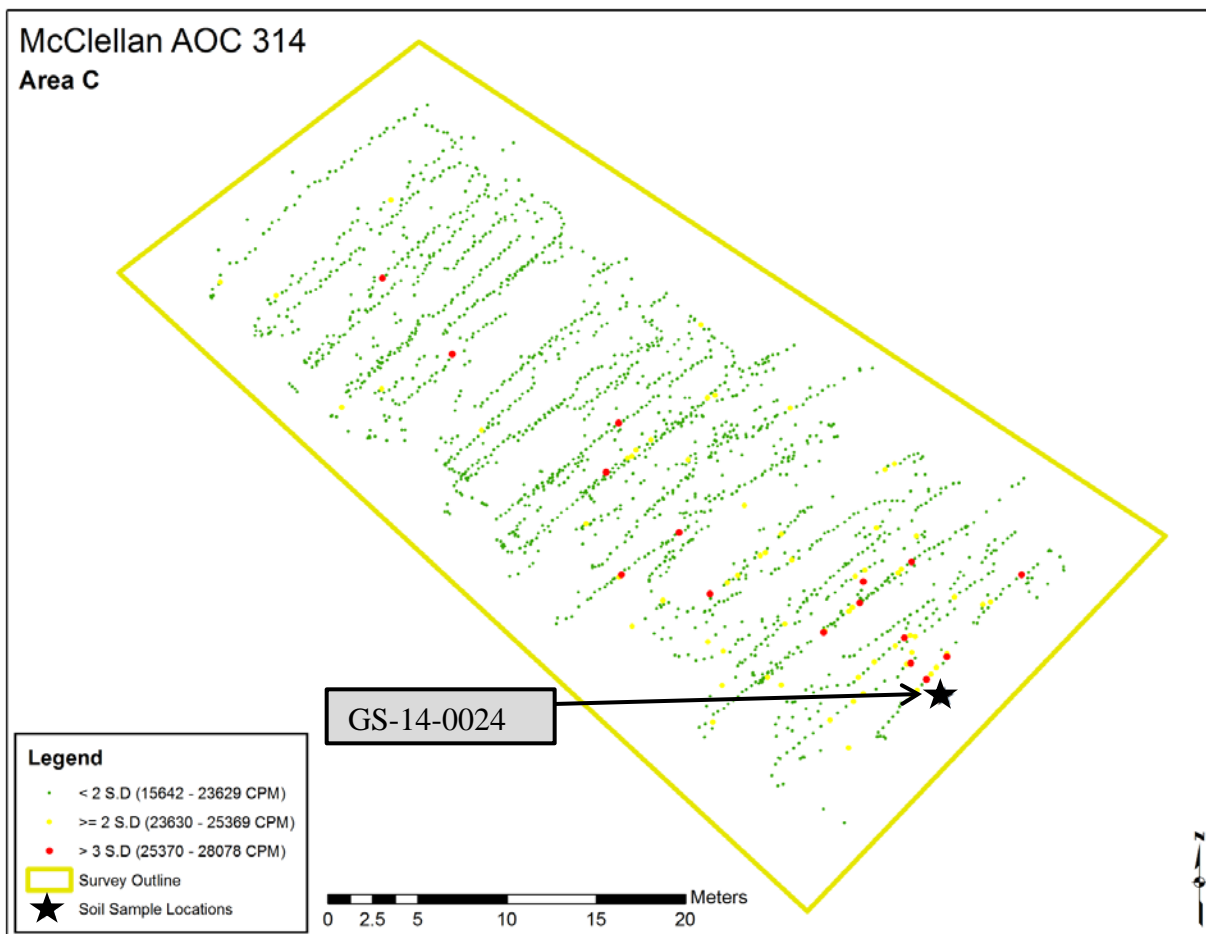 McClellan AOC 314
Area C
GS-14-0024
Legend
< 2 S.D (15642 - 23629 CPM)
>= 2 S.D (23630 - 25369 CPM)
> 3 S.D (25370 - 28078 CPM)
Survey Outline
Soil Sample Locations
Meters
0 2.5 5 10 15 20
N